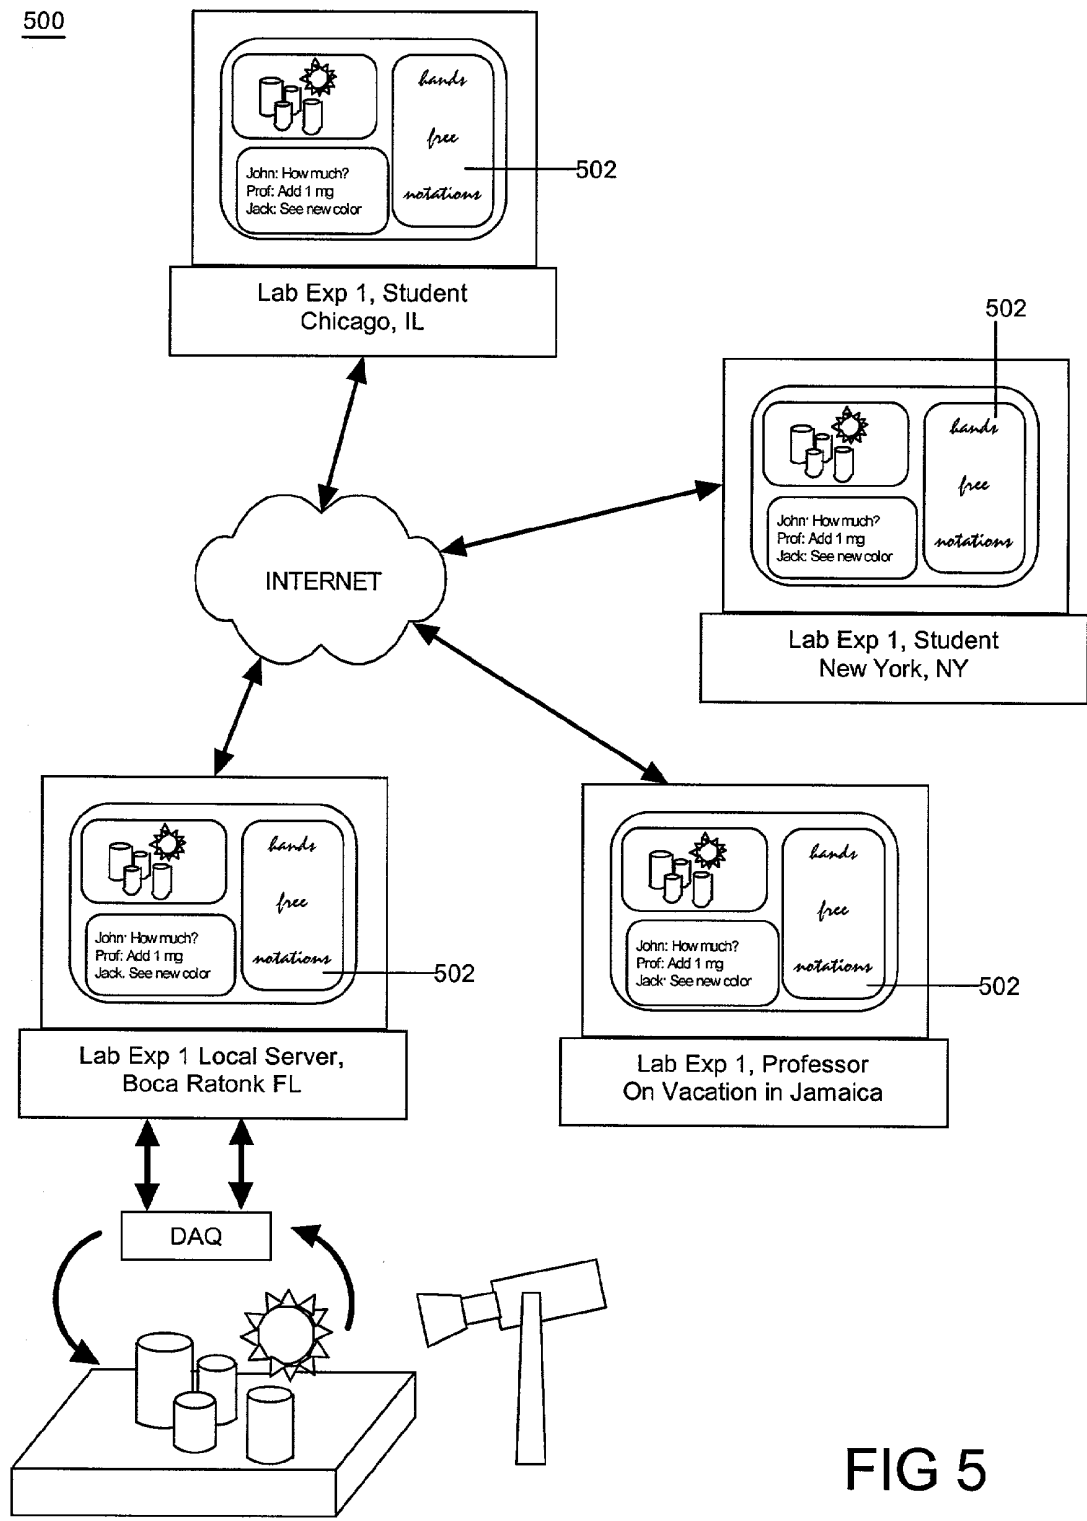 500
hands
free
notations
John: How much?
Prof: Add 1 mg
Jack: See new color
502
Lab Exp 1, Student
Chicago, IL
502
hands
free
notations
John: How much?
Prof: Add 1 mg
Jack: See new color
Lab Exp 1, Student
New York, NY
INTERNET
hands
free
notations
John: How much?
Prof: Add 1 mg
Jack. See new color
502
Lab Exp 1 Local Server,
Boca Ratonk FL
hands
free
notations
John: How much?
Prof: Add 1 mg
Jack: See new color
502
Lab Exp 1, Professor
On Vacation in Jamaica
DAQ
FIG 5